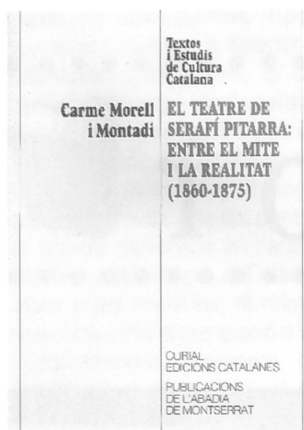 Textos
i Estudis
de Cultura
Catalana
Carme Morell
i Montadi
EL TEATRE DE
SERAFÍ PITARRA:
ENTRE EL MITE
I LA REALITAT
(1860-1875)
CURIAL
EDICIONS CATALANES
PUBLICACIONS
DE L'ABADIA
DE MONTSERRAT